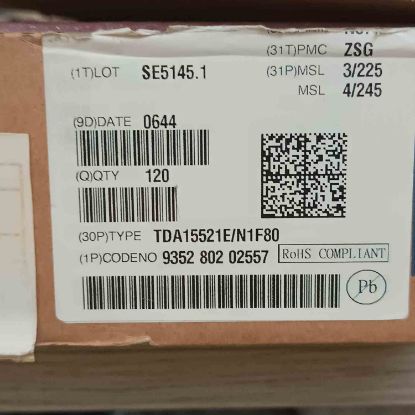 (31T)PMC ZSG
(1T)LOT SE5145.1 (31P)MSL 3/225
MSL 4/245
(9D)DATE 0644
(Q)QTY 120
(30P)TYPE TDA15521E/N1F80
(1P)CODENO 9352 802 02557 RoHS COMPLIANT
Pb